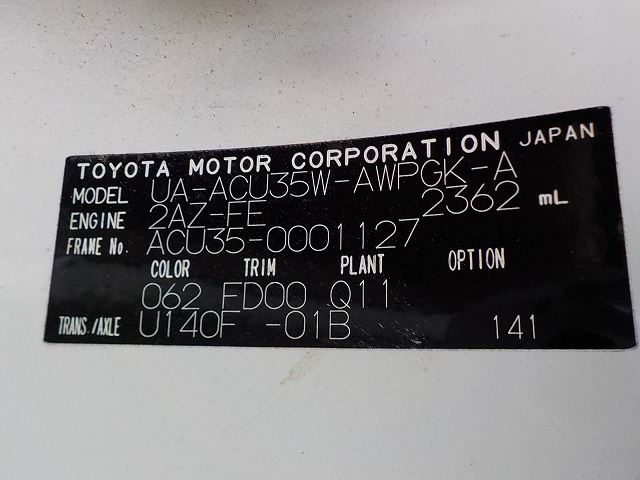 TOYOTA MOTOR CORPORATION JAPAN
MODEL UA-ACU35W-AWPGK-A
ENGINE 2AZ-FE 2362 mL
FRAME No. ACU35-0001127
COLOR TRIM PLANT OPTION
062 FD00 Q11
TRANS./AXLE U140F -01B 141